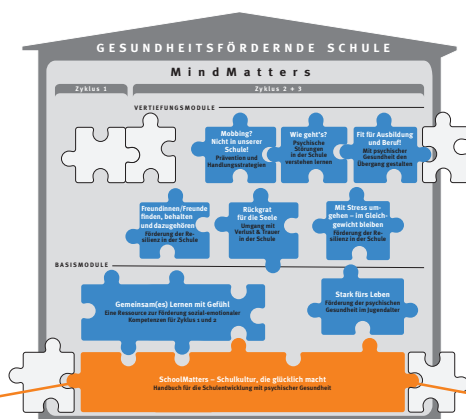 GESUNDHEITSFÖRDERNDE SCHULE
MindMatters
Zyklus 1
Zyklus 2 + 3
VERTIEFUNGSMODULE
Mobbing?
Nicht in unserer
Schule!
Prävention und
Handlungsstrategien
Wie geht's?
Psychische
Störungen
in der Schule
verstehen lernen
Fit für Ausbildung
und Beruf!
Mit psychischer
Gesundheit den
Übergang gestalten
Freundinnen/Freunde
finden, behalten
und dazugehören
Förderung der Re-
silienz in der Schule
Rückgrat
für die Seele
Umgang mit
Verlust & Trauer
in der Schule
Mit Stress um-
gehen – im Gleich-
gewicht bleiben
Förderung der Re-
silienz in der Schule
BASISMODULE
Gemeinsam(es) Lernen mit Gefühl
Eine Ressource zur Förderung sozial-emotionaler
Kompetenzen für Zyklus 1 und 2
Stark fürs Leben
Förderung der psychischen
Gesundheit im Jugendalter
SchoolMatters – Schulkultur, die glücklich macht
Handbuch für die Schulentwicklung mit psychischer Gesundheit